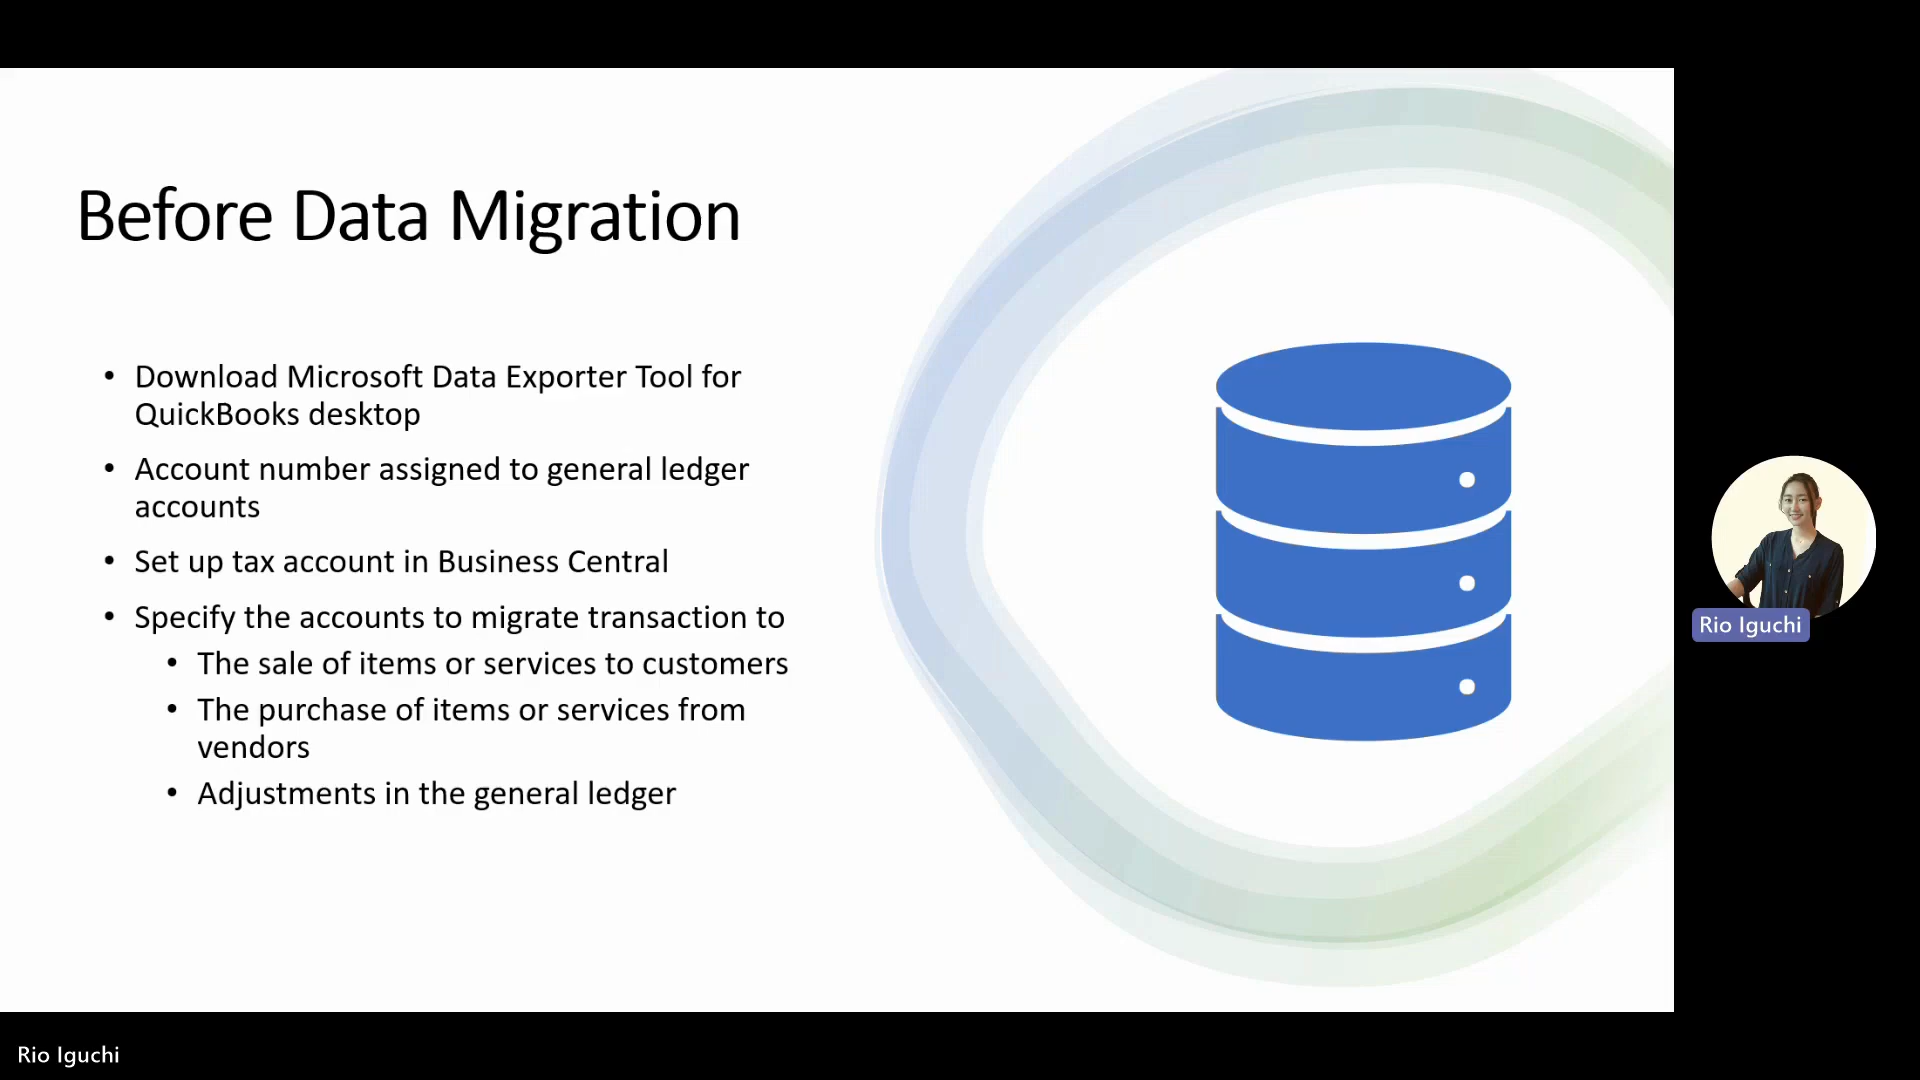 Before Data Migration
• Download Microsoft Data Exporter Tool for
QuickBooks desktop
• Account number assigned to general ledger
accounts
• Set up tax account in Business Central
• Specify the accounts to migrate transaction to
• The sale of items or services to customers
• The purchase of items or services from
vendors
• Adjustments in the general ledger
Rio Iguchi
Rio Iguchi